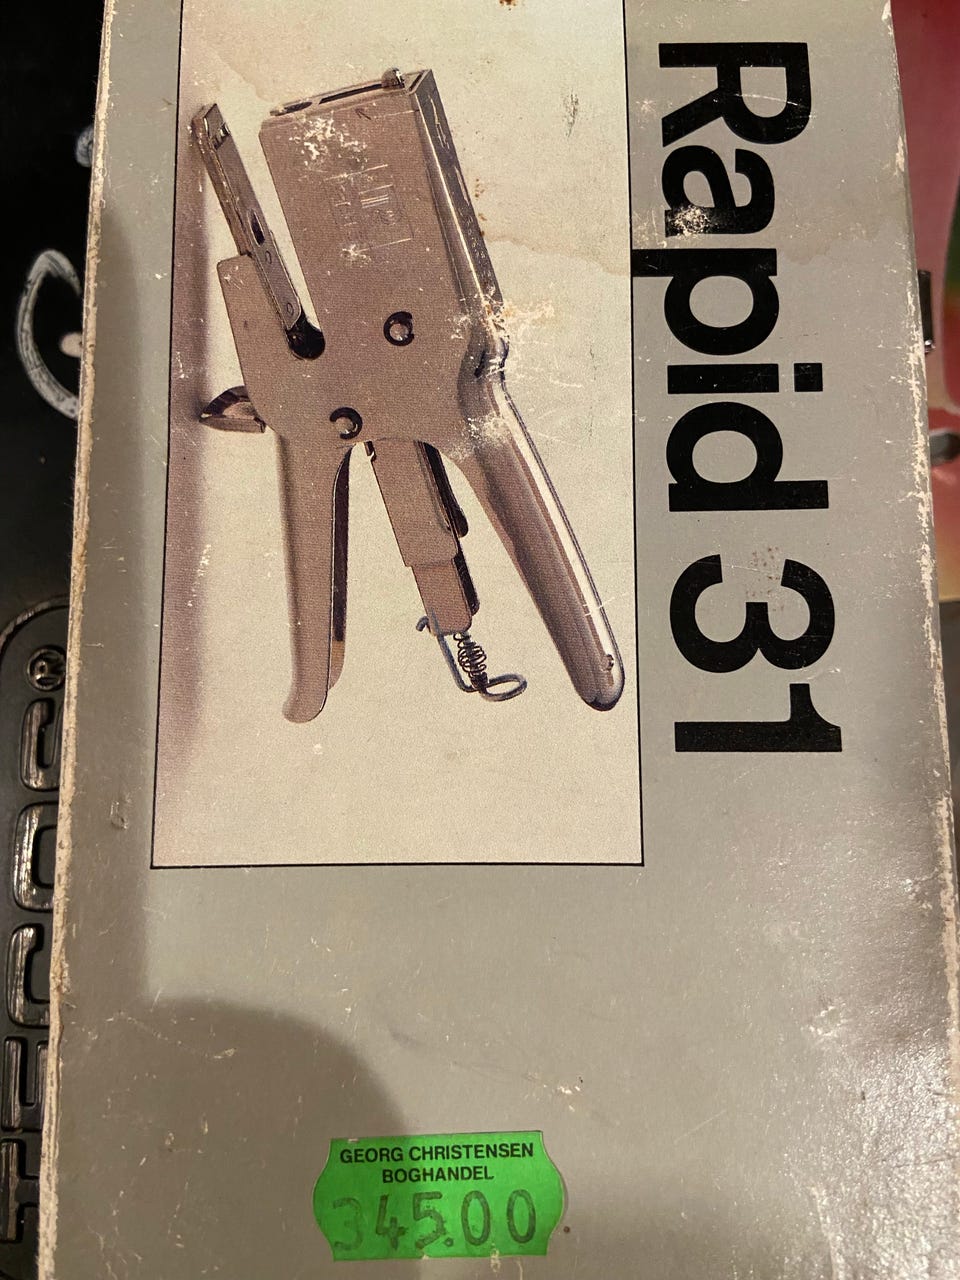 Rapid 31
GEORG CHRISTENSEN
BOGHANDEL
345.00